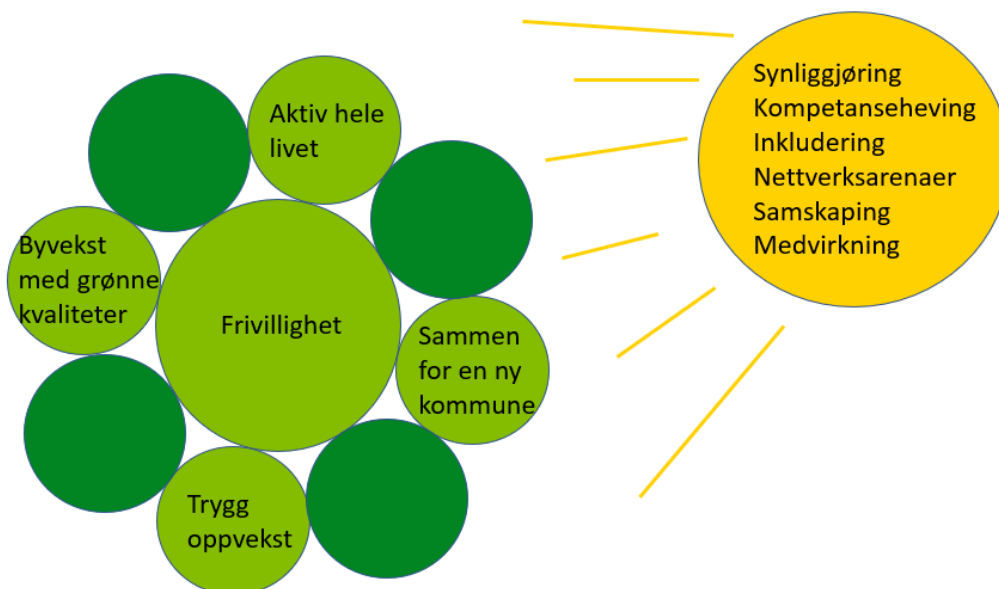 Aktiv hele
livet
Byvekst
med grønne
kvaliteter
Frivillighet
Sammen
for en ny
kommune
Trygg
oppvekst
Synliggjøring
Kompetanseheving
Inkludering
Nettverksarenaer
Samskaping
Medvirkning